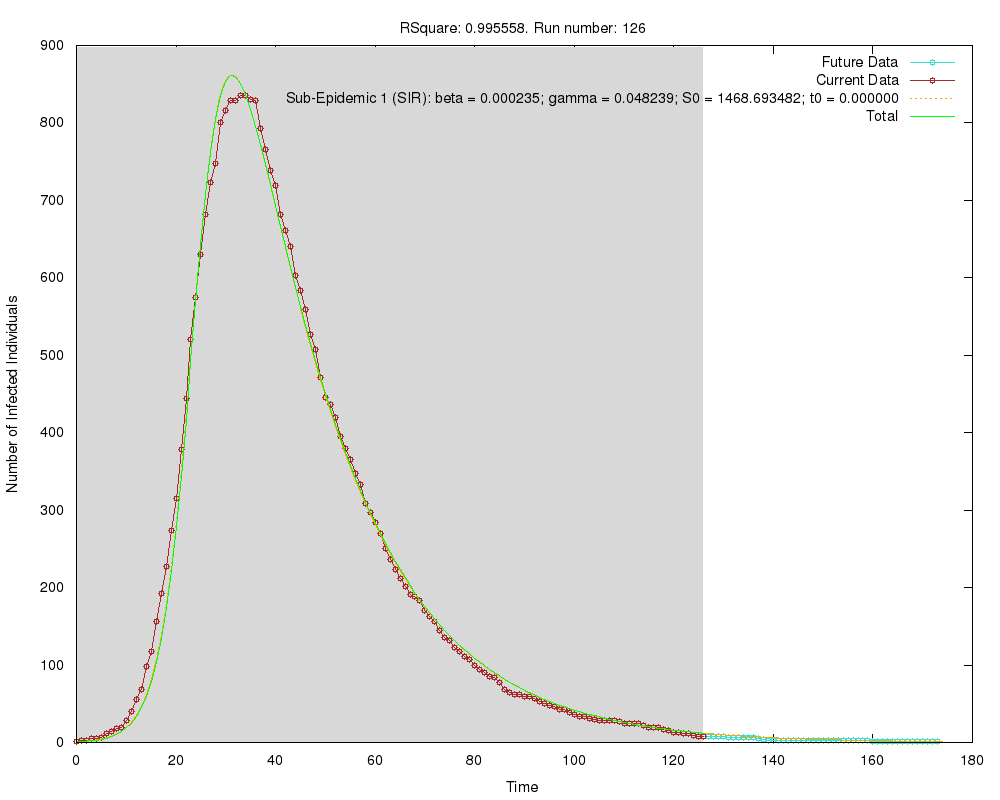 RSquare: 0.995558. Run number: 126
900
800
700
600
500
400
300
200
100
0
Number of Infected Individuals
Future Data
Current Data
Sub-Epidemic 1 (SIR): beta = 0.000235; gamma = 0.048239; S0 = 1468.693482; t0 = 0.000000
Total
0 20 40 60 80 100 120 140 160 180
Time